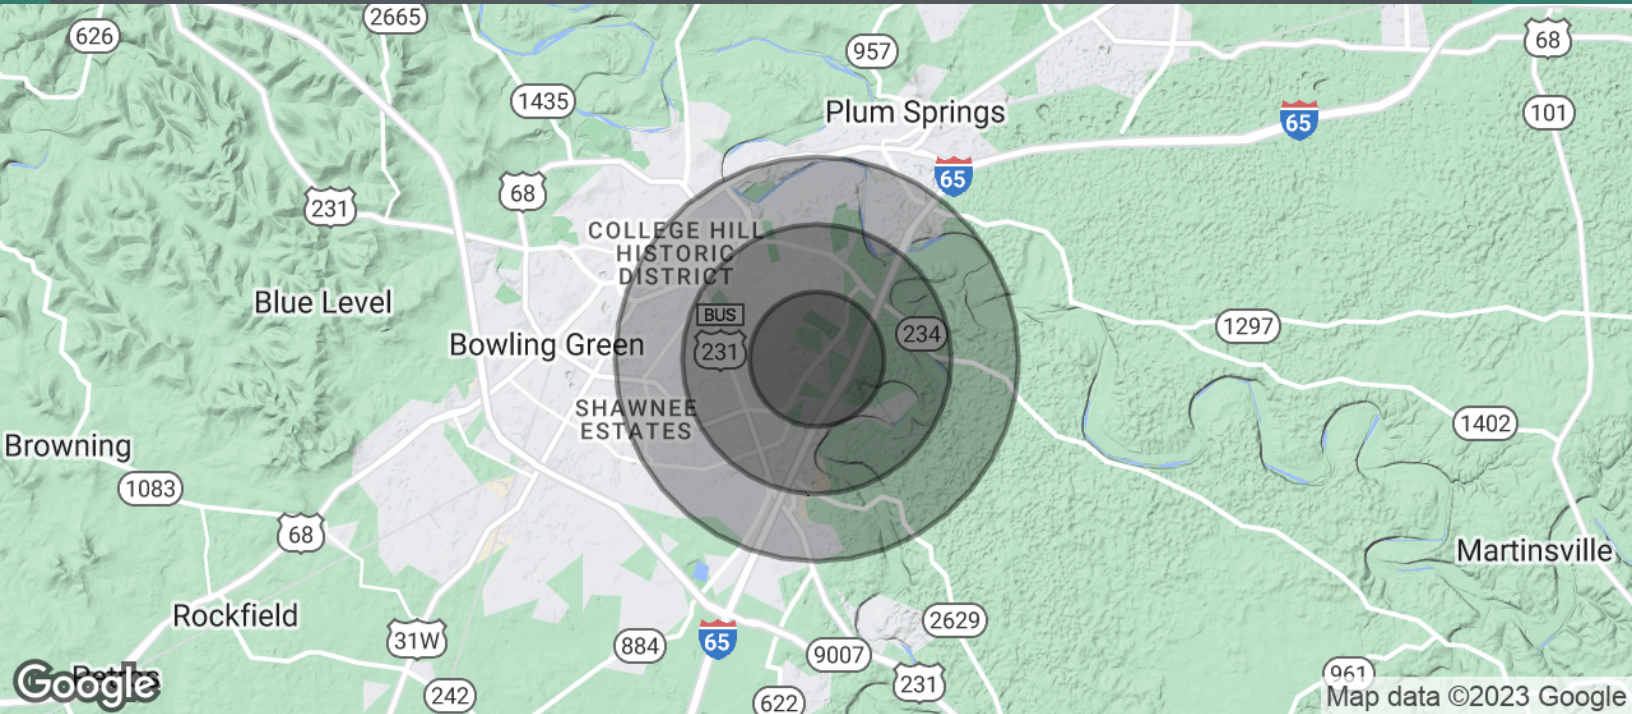 2665
626
957
68
1435
Plum Springs
101
65
65
68
231
COLLEGE HILL
HISTORIC
DISTRICT
Blue Level
BUS
231
234
1297
Bowling Green
SHAWNEE
ESTATES
1402
Browning
1083
68
Martinsville
Rockfield
2629
31W
884
65
9007
231
961
242
622
Google
Map data ©2023 Google